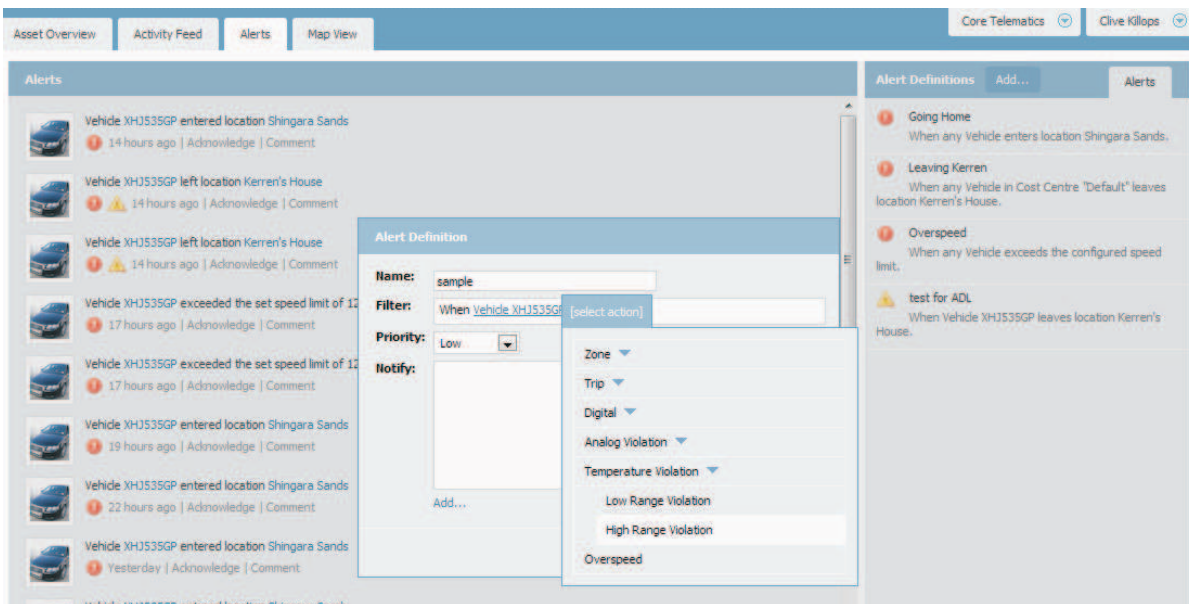 Asset Overview
Activity Feed
Alerts
Map View
Core Telematics
Clive Killops
Alerts
Vehicle XHJ535GP entered location Shingara Sands
14 hours ago | Acknowledge | Comment
Vehicle XHJ535GP left location Kerren's House
14 hours ago | Acknowledge | Comment
Vehicle XHJ535GP left location Kerren's House
14 hours ago | Acknowledge | Comment
Vehicle XHJ535GP exceeded the set speed limit of 12
17 hours ago | Acknowledge | Comment
Vehicle XHJ535GP exceeded the set speed limit of 12
17 hours ago | Acknowledge | Comment
Vehicle XHJ535GP entered location Shingara Sands
19 hours ago | Acknowledge | Comment
Vehicle XHJ535GP entered location Shingara Sands
22 hours ago | Acknowledge | Comment
Vehicle XHJ535GP entered location Shingara Sands
Yesterday | Acknowledge | Comment
Alert Definition
Name:
sample
Filter:
When Vehicle XHJ535GP
[select action]
Priority:
Low
Notify:
Add...
Zone
Trip
Digital
Analog Violation
Temperature Violation
Low Range Violation
High Range Violation
Overspeed
Alert Definitions
Add...
Alerts
Going Home
When any Vehicle enters location Shingara Sands.
Leaving Kerren
When any Vehicle in Cost Centre "Default" leaves
location Kerren's House.
Overspeed
When any Vehicle exceeds the configured speed
limit.
test for ADL
When Vehicle XHJ535GP leaves location Kerren's
House.